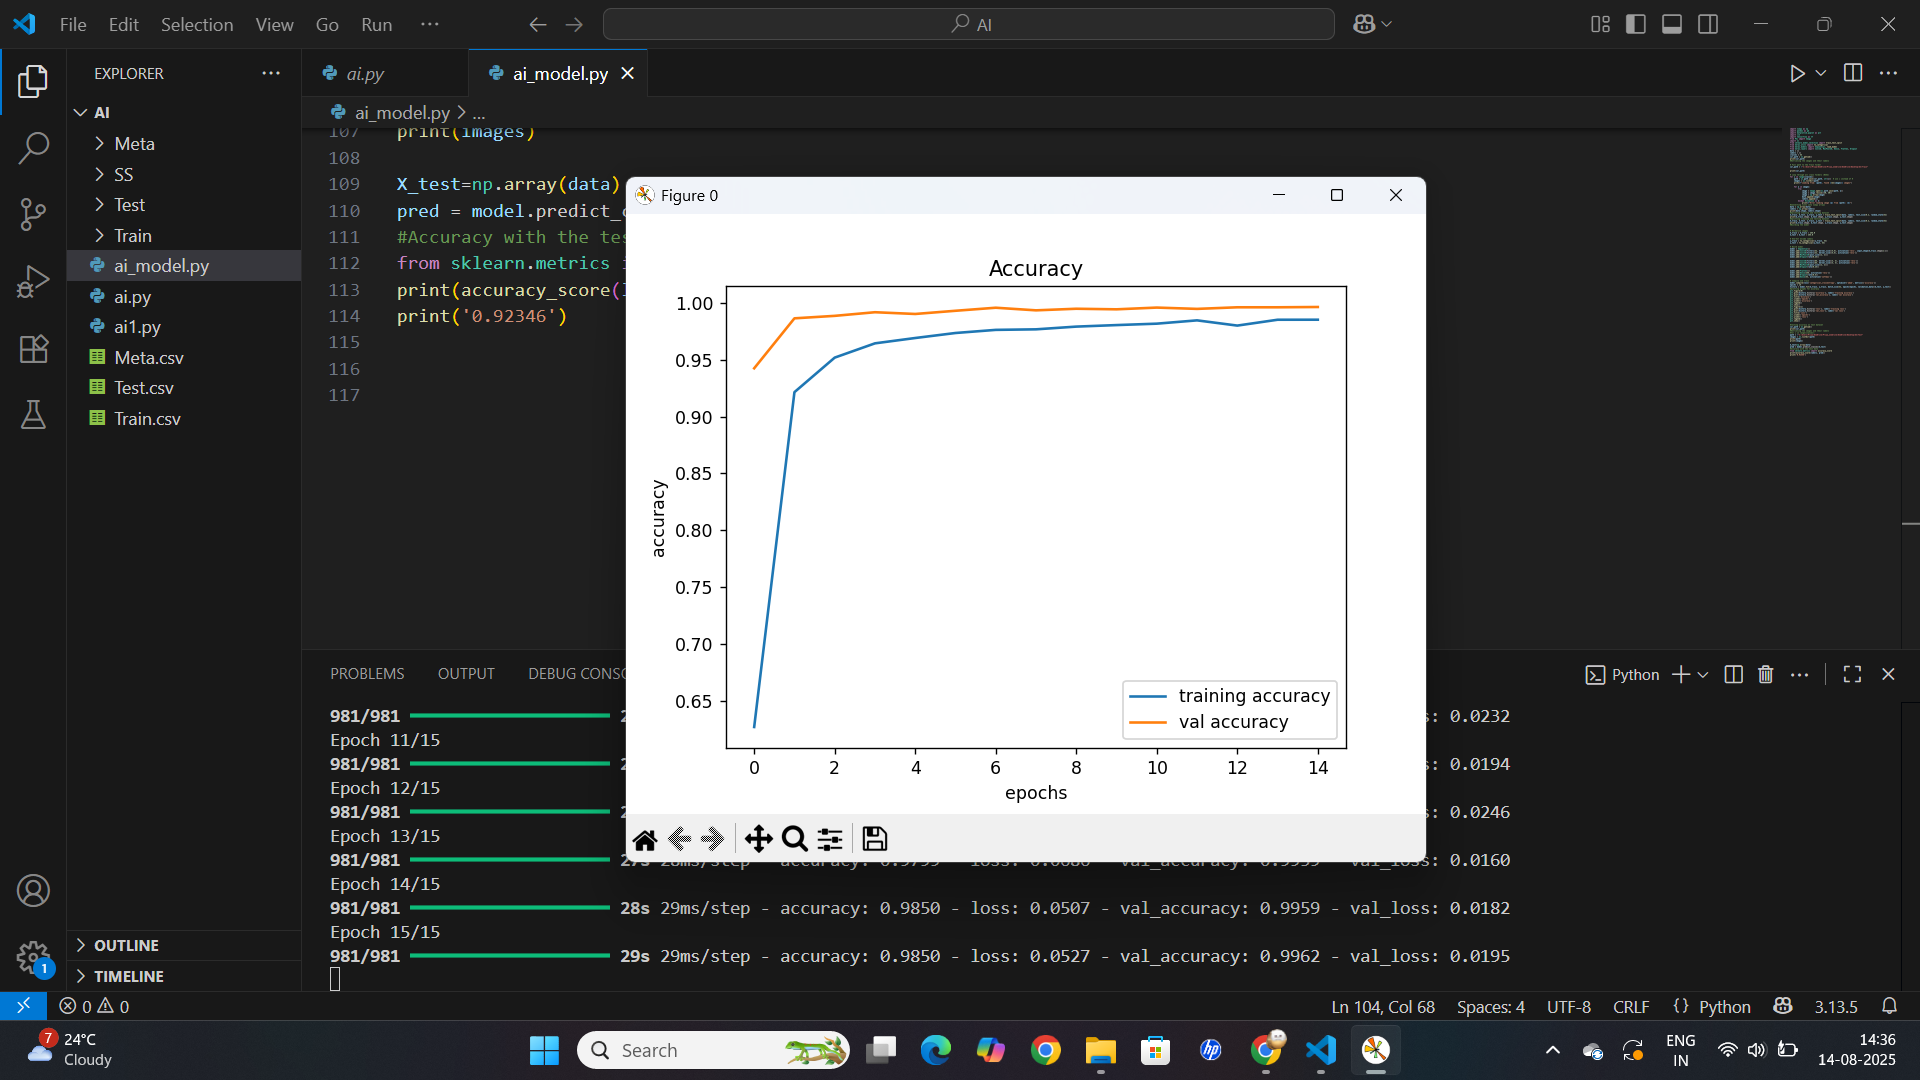 File Edit Selection View Go Run ··· AI
EXPLORER ···
AI
Meta
SS
Test
Train
ai_model.py
ai.py
ai1.py
Meta.csv
Test.csv
Train.csv
OUTLINE
TIMELINE
ai.py ai_model.py
ai_model.py > ...
107 print(images)
108
109 X_test=np.array(data)
110 pred = model.predict_
111 #Accuracy with the tes
112 from sklearn.metrics
113 print(accuracy_score(
114 print('0.92346')
115
116
117
Figure 0
Accuracy
1.00
0.95
0.90
0.85
0.80
0.75
0.70
0.65
accuracy
training accuracy
val accuracy
0 2 4 6 8 10 12 14
epochs
PROBLEMS OUTPUT DEBUG CONSO Python
981/981 : 0.0232
Epoch 11/15
981/981 : 0.0194
Epoch 12/15
981/981 : 0.0246
Epoch 13/15
981/981 : 0.0160
Epoch 14/15
981/981 28s 29ms/step - accuracy: 0.9850 - loss: 0.0507 - val_accuracy: 0.9959 - val_loss: 0.0182
Epoch 15/15
981/981 29s 29ms/step - accuracy: 0.9850 - loss: 0.0527 - val_accuracy: 0.9962 - val_loss: 0.0195
1
0 0 Ln 104, Col 68 Spaces: 4 UTF-8 CRLF {} Python 3.13.5
7 24°C
Cloudy
Search
hp
ENG
IN
14:36
14-08-2025